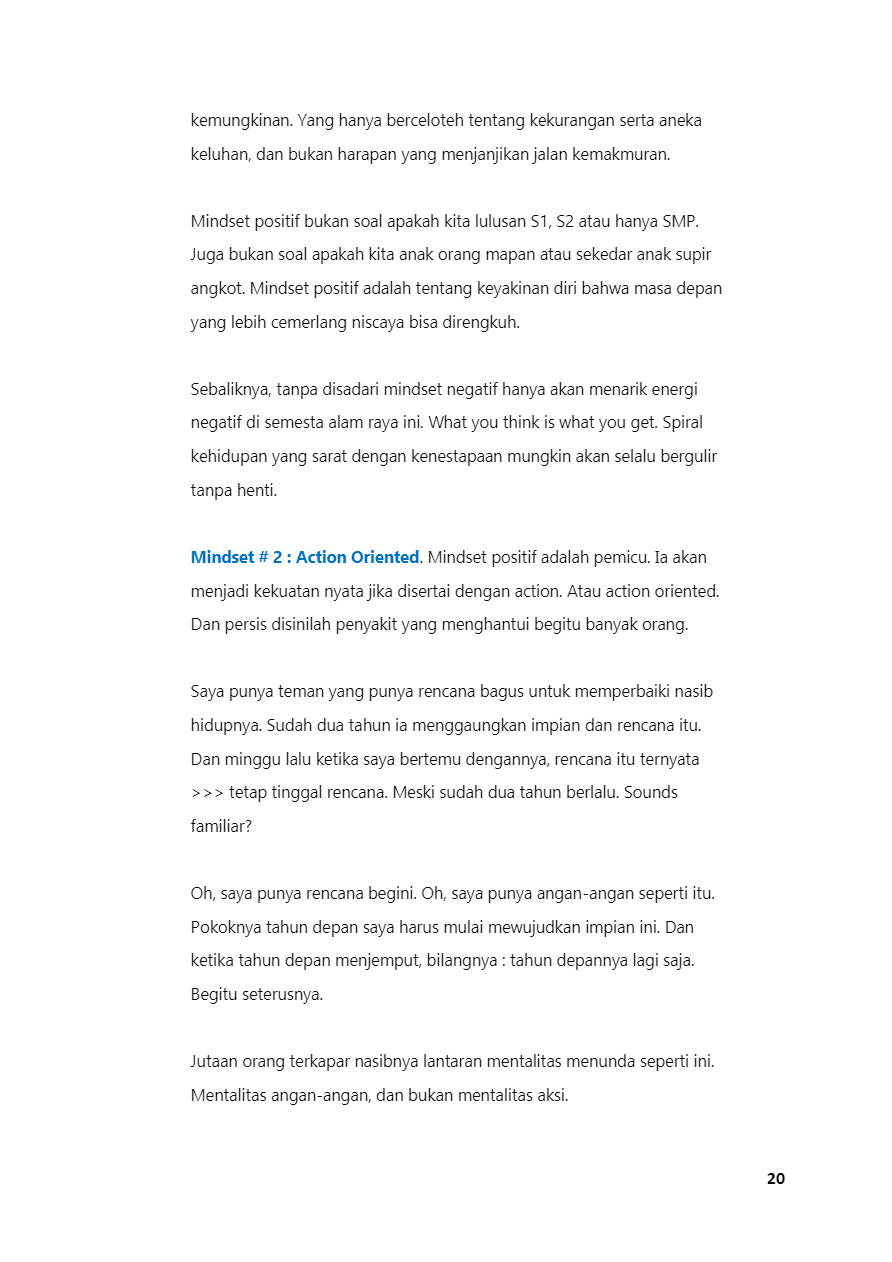 kemungkinan. Yang hanya berceloteh tentang kekurangan serta aneka
keluhan, dan bukan harapan yang menjanjikan jalan kemakmuran.
Mindset positif bukan soal apakah kita lulusan S1, S2 atau hanya SMP.
Juga bukan soal apakah kita anak orang mapan atau sekedar anak supir
angkot. Mindset positif adalah tentang keyakinan diri bahwa masa depan
yang lebih cemerlang niscaya bisa direngkuh.
Sebaliknya, tanpa disadari mindset negatif hanya akan menarik energi
negatif di semesta alam raya ini. What you think is what you get. Spiral
kehidupan yang sarat dengan kenestapaan mungkin akan selalu bergulir
tanpa henti.
Mindset # 2 : Action Oriented. Mindset positif adalah pemicu. Ia akan
menjadi kekuatan nyata jika disertai dengan action. Atau action oriented.
Dan persis disinilah penyakit yang menghantui begitu banyak orang.
Saya punya teman yang punya rencana bagus untuk memperbaiki nasib
hidupnya. Sudah dua tahun ia menggaungkan impian dan rencana itu.
Dan minggu lalu ketika saya bertemu dengannya, rencana itu ternyata
>>> tetap tinggal rencana. Meski sudah dua tahun berlalu. Sounds
familiar?
Oh, saya punya rencana begini. Oh, saya punya angan-angan seperti itu.
Pokoknya tahun depan saya harus mulai mewujudkan impian ini. Dan
ketika tahun depan menjemput, bilangnya : tahun depannya lagi saja.
Begitu seterusnya.
Jutaan orang terkapar nasibnya lantaran mentalitas menunda seperti ini.
Mentalitas angan-angan, dan bukan mentalitas aksi.
20